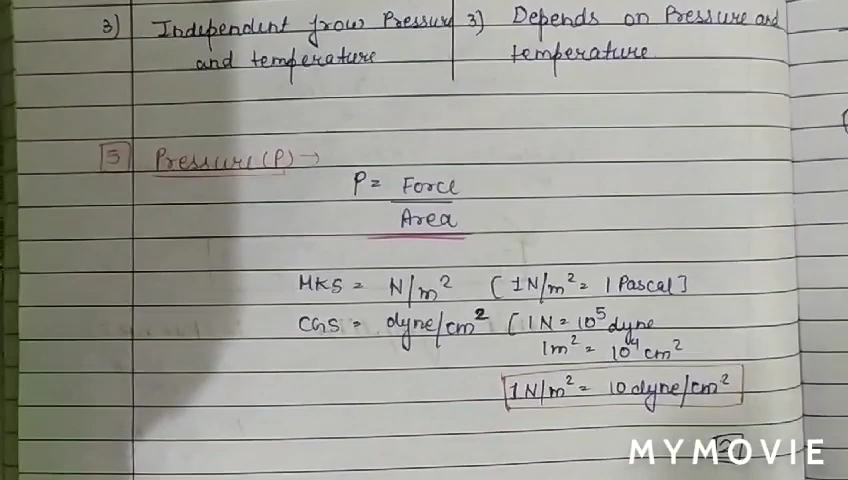 3) Independent from Pressure 3) Depends on Pressure and
and temperature temperature
5 Pressure (P) →
P = Force
Area
MKS = N/m² [1N/m² = 1 Pascal]
CGS = dyne/cm² [1N = 10⁵ dyne
1m² = 10⁴ cm²
1N/m² = 10 dyne/cm²
MYMOVIE